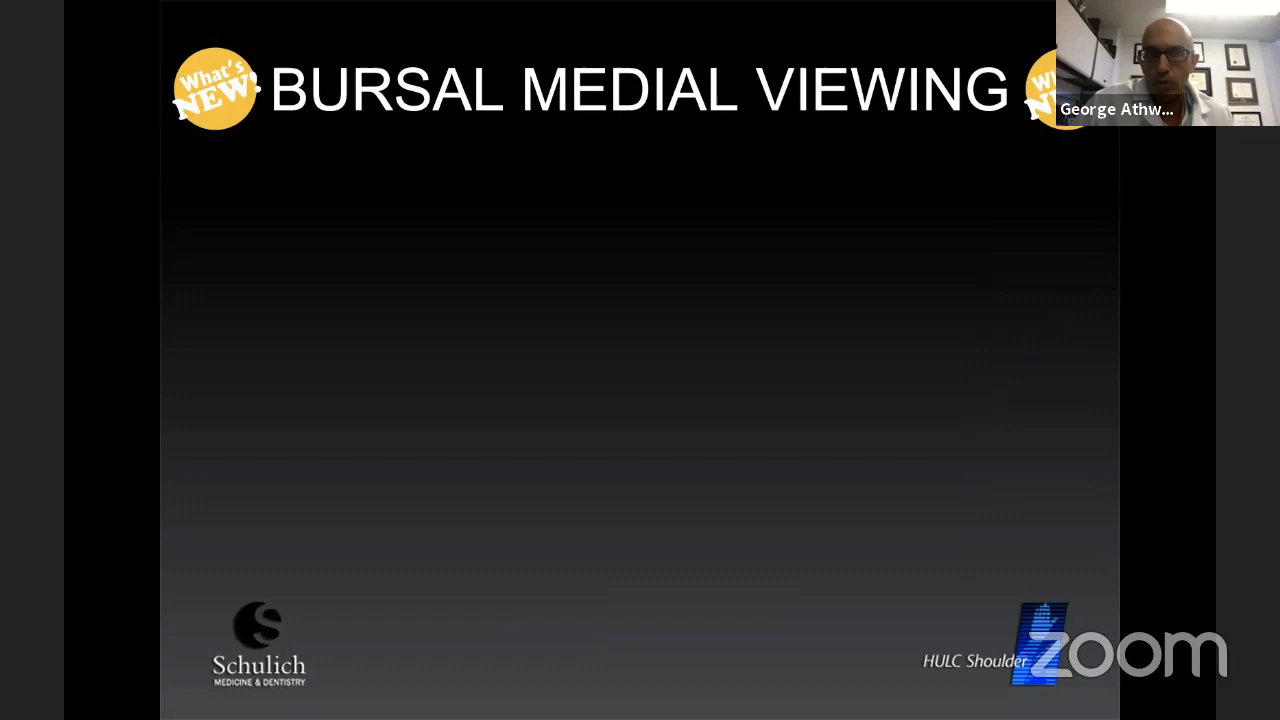 What's
NEW!
BURSAL MEDIAL VIEWING
George Athw...
Schulich
MEDICINE & DENTISTRY
HULC Shoulder
zoom